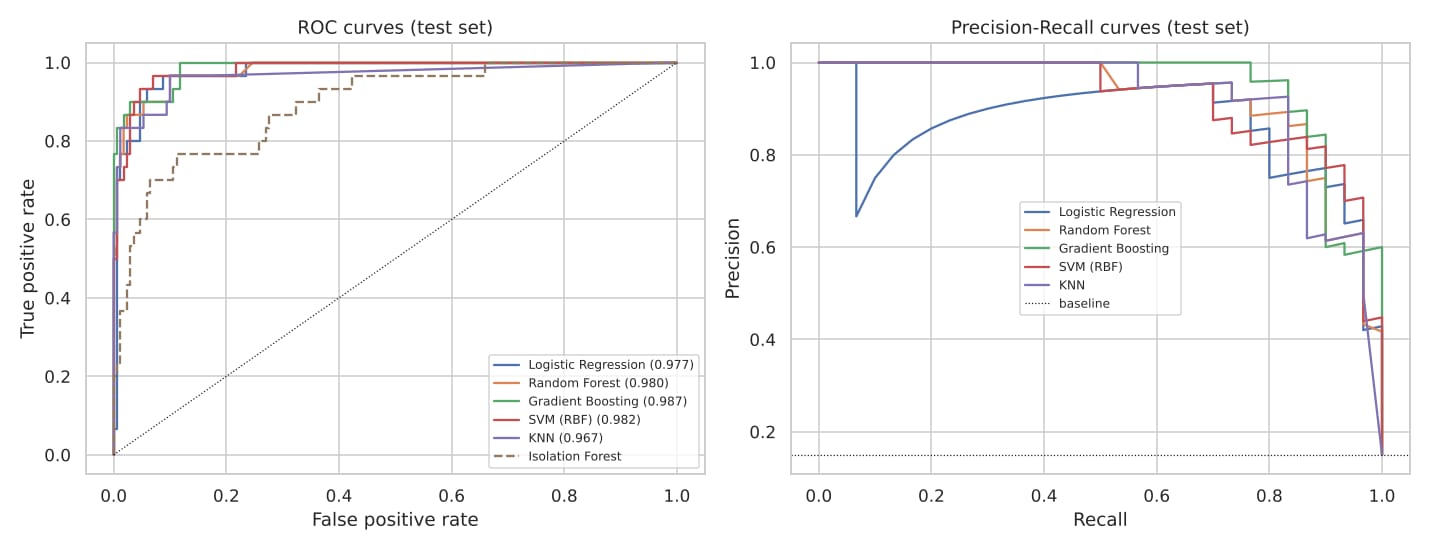 ROC curves (test set)
1.0
0.8
0.6
0.4
0.2
0.0
True positive rate
0.0 0.2 0.4 0.6 0.8 1.0
False positive rate
Logistic Regression (0.977)
Random Forest (0.980)
Gradient Boosting (0.987)
SVM (RBF) (0.982)
KNN (0.967)
Isolation Forest
Precision-Recall curves (test set)
1.0
0.8
0.6
0.4
0.2
Precision
0.0 0.2 0.4 0.6 0.8 1.0
Recall
Logistic Regression
Random Forest
Gradient Boosting
SVM (RBF)
KNN
baseline